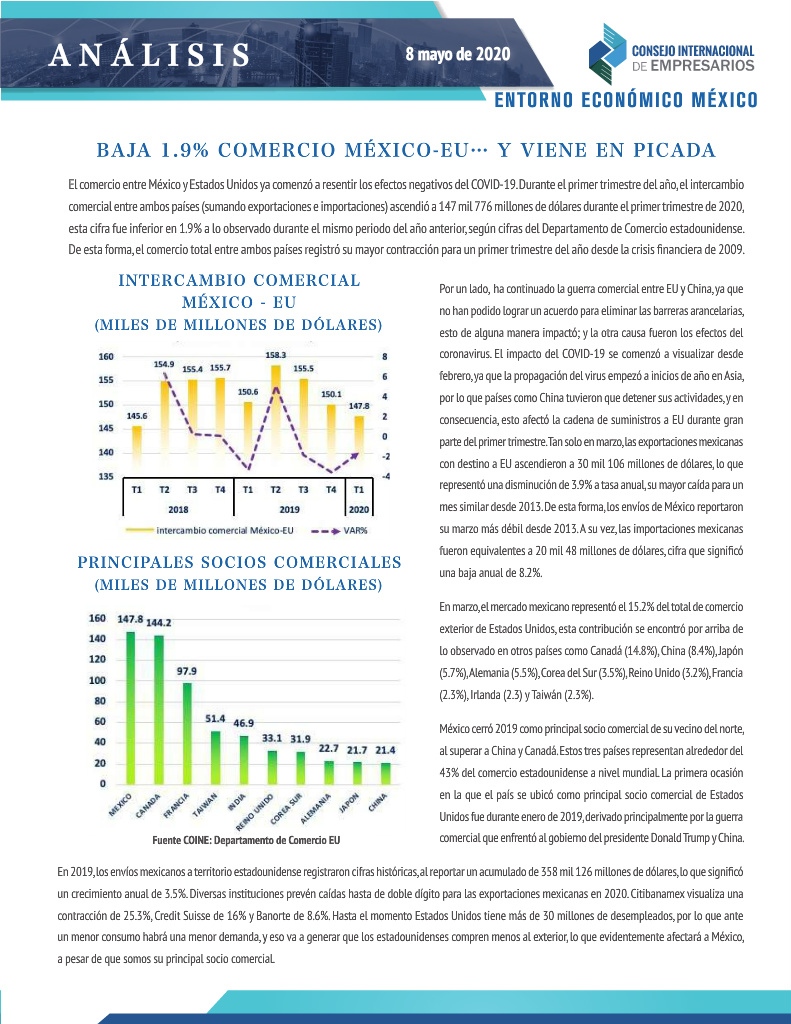 ANÁLISIS
8 mayo de 2020
CONSEJO INTERNACIONAL
DE EMPRESARIOS
ENTORNO ECONÓMICO MÉXICO
BAJA 1.9% COMERCIO MÉXICO-EU... Y VIENE EN PICADA
El comercio entre México y Estados Unidos ya comenzó a resentir los efectos negativos del COVID-19. Durante el primer trimestre del año, el intercambio
comercial entre ambos países (sumando exportaciones e importaciones) ascendió a 147 mil 776 millones de dólares durante el primer trimestre de 2020,
esta cifra fue inferior en 1.9% a lo observado durante el mismo periodo del año anterior, según cifras del Departamento de Comercio estadounidense.
De esta forma, el comercio total entre ambos países registró su mayor contracción para un primer trimestre del año desde la crisis financiera de 2009.
INTERCAMBIO COMERCIAL
MÉXICO - EU
(MILES DE MILLONES DE DÓLARES)
160 155 150 145 140 135
8 6 4 2 0 -2 -4
145.6 154.9 155.4 155.7 150.6 158.3 155.5 150.1 147.8
T1 T2 T3 T4 T1 T2 T3 T4 T1
2018 2019 2020
intercambio comercial México-EU VAR%
PRINCIPALES SOCIOS COMERCIALES
(MILES DE MILLONES DE DÓLARES)
160 140 120 100 80 60 40 20 0
147.8 144.2 97.9 51.4 46.9 33.1 31.9 22.7 21.7 21.4
MEXICO CANADA FRANCIA TAIWAN INDIA REINO UNIDO COREA SUR ALEMANIA JAPON CHINA
Fuente COINE: Departamento de Comercio EU
Por un lado, ha continuado la guerra comercial entre EU y China, ya que
no han podido lograr un acuerdo para eliminar las barreras arancelarias,
esto de alguna manera impactó; y la otra causa fueron los efectos del
coronavirus. El impacto del COVID-19 se comenzó a visualizar desde
febrero, ya que la propagación del virus empezó a inicios de año en Asia,
por lo que países como China tuvieron que detener sus actividades, y en
consecuencia, esto afectó la cadena de suministros a EU durante gran
parte del primer trimestre. Tan solo en marzo, las exportaciones mexicanas
con destino a EU ascendieron a 30 mil 106 millones de dólares, lo que
representó una disminución de 3.9% a tasa anual, su mayor caída para un
mes similar desde 2013. De esta forma, los envíos de México reportaron
su marzo más débil desde 2013. A su vez, las importaciones mexicanas
fueron equivalentes a 20 mil 48 millones de dólares, cifra que significó
una baja anual de 8.2%.
En marzo, el mercado mexicano representó el 15.2% del total de comercio
exterior de Estados Unidos, esta contribución se encontró por arriba de
lo observado en otros países como Canadá (14.8%), China (8.4%), Japón
(5.7%), Alemania (5.5%), Corea del Sur (3.5%), Reino Unido (3.2%), Francia
(2.3%), Irlanda (2.3) y Taiwán (2.3%).
México cerró 2019 como principal socio comercial de su vecino del norte,
al superar a China y Canadá. Estos tres países representan alrededor del
43% del comercio estadounidense a nivel mundial. La primera ocasión
en la que el país se ubicó como principal socio comercial de Estados
Unidos fue durante enero de 2019, derivado principalmente por la guerra
comercial que enfrentó al gobierno del presidente Donald Trump y China.
En 2019, los envíos mexicanos a territorio estadounidense registraron cifras históricas, al reportar un acumulado de 358 mil 126 millones de dólares, lo que significó
un crecimiento anual de 3.5%. Diversas instituciones prevén caídas hasta de doble dígito para las exportaciones mexicanas en 2020. Citibanamex visualiza una
contracción de 25.3%, Credit Suisse de 16% y Banorte de 8.6%. Hasta el momento Estados Unidos tiene más de 30 millones de desempleados, por lo que ante
un menor consumo habrá una menor demanda, y eso va a generar que los estadounidenses compren menos al exterior, lo que evidentemente afectará a México,
a pesar de que somos su principal socio comercial.